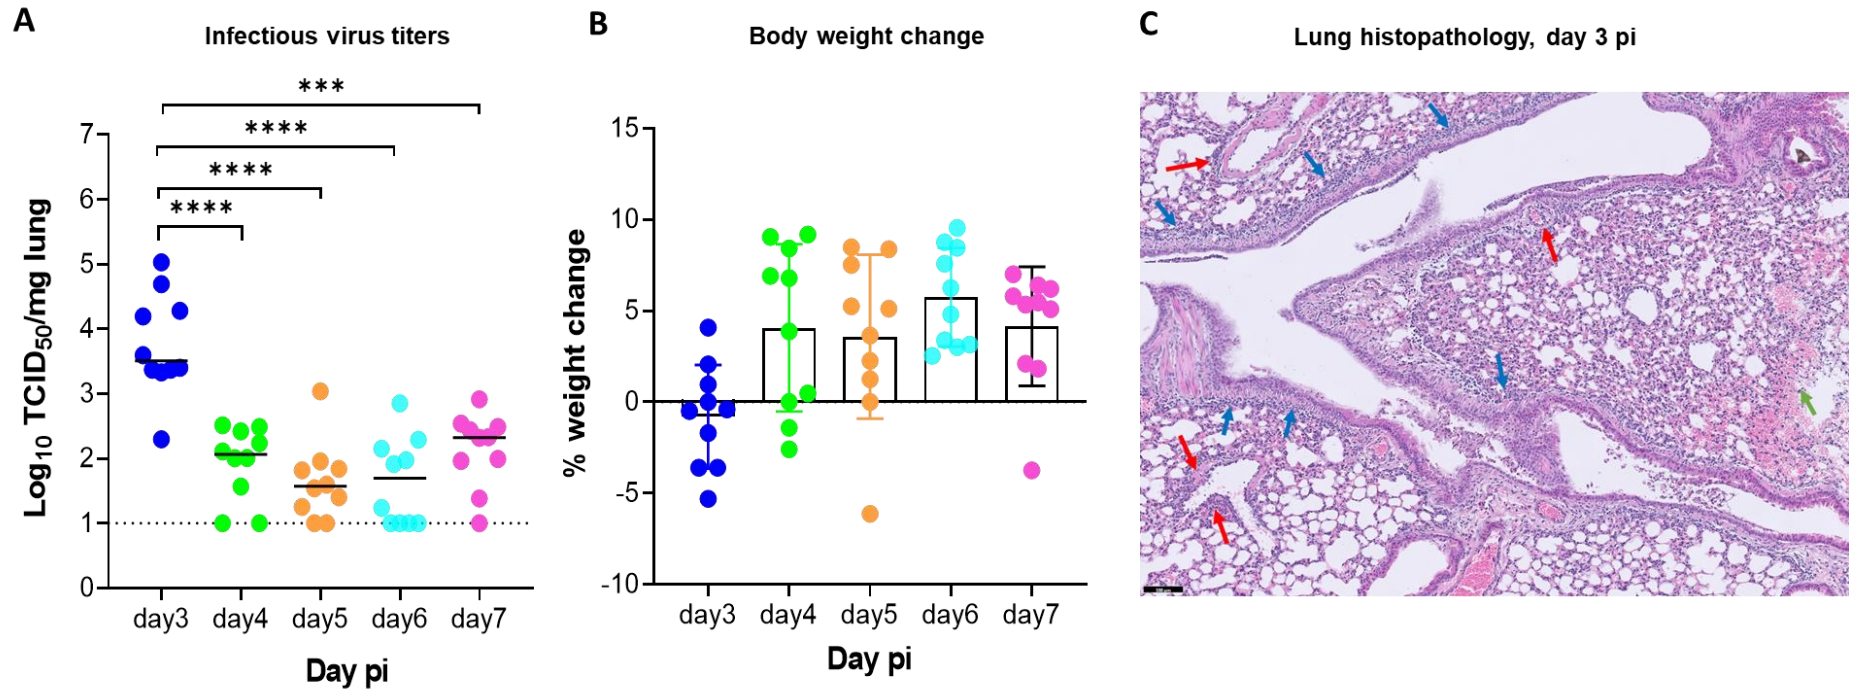 A
Infectious virus titers
***
****
****
****
7
6
5
4
3
2
1
0
Log10 TCID50/mg lung
day3 day4 day5 day6 day7
Day pi
B
Body weight change
15
10
5
0
-5
-10
% weight change
day3 day4 day5 day6 day7
Day pi
C
Lung histopathology, day 3 pi